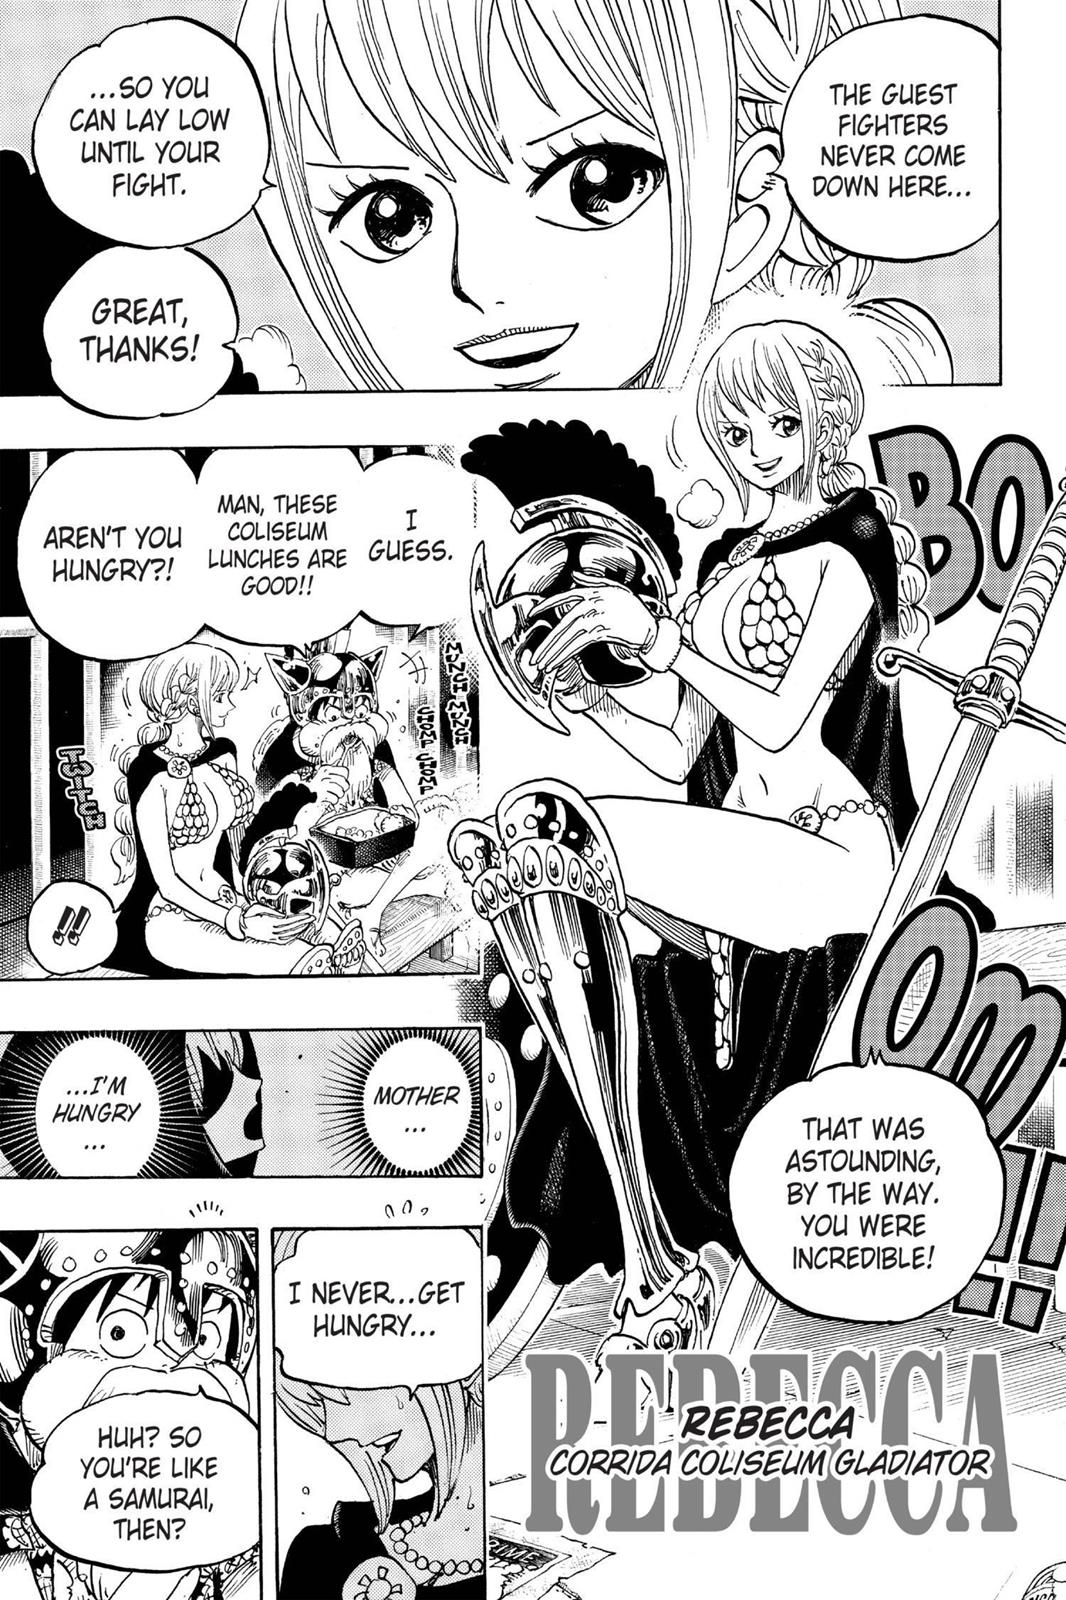 THE GUEST
FIGHTERS
NEVER COME
DOWN HERE...
...SO YOU
CAN LAY LOW
UNTIL YOUR
FIGHT.
GREAT,
THANKS!
BO
OM!!
THAT WAS
ASTOUNDING,
BY THE WAY.
YOU WERE
INCREDIBLE!
REBECCA
REBECCA
CORRIDA COLISEUM GLADIATOR
I
GUESS.
MAN, THESE
COLISEUM
LUNCHES ARE
GOOD!!
AREN'T YOU
HUNGRY?!
MUNCH MUNCH
CHOMP CHOMP
TWITCH
!!
MOTHER
...
...I'M
HUNGRY
...
I NEVER...GET
HUNGRY...
HUH? SO
YOU'RE LIKE
A SAMURAI,
THEN?